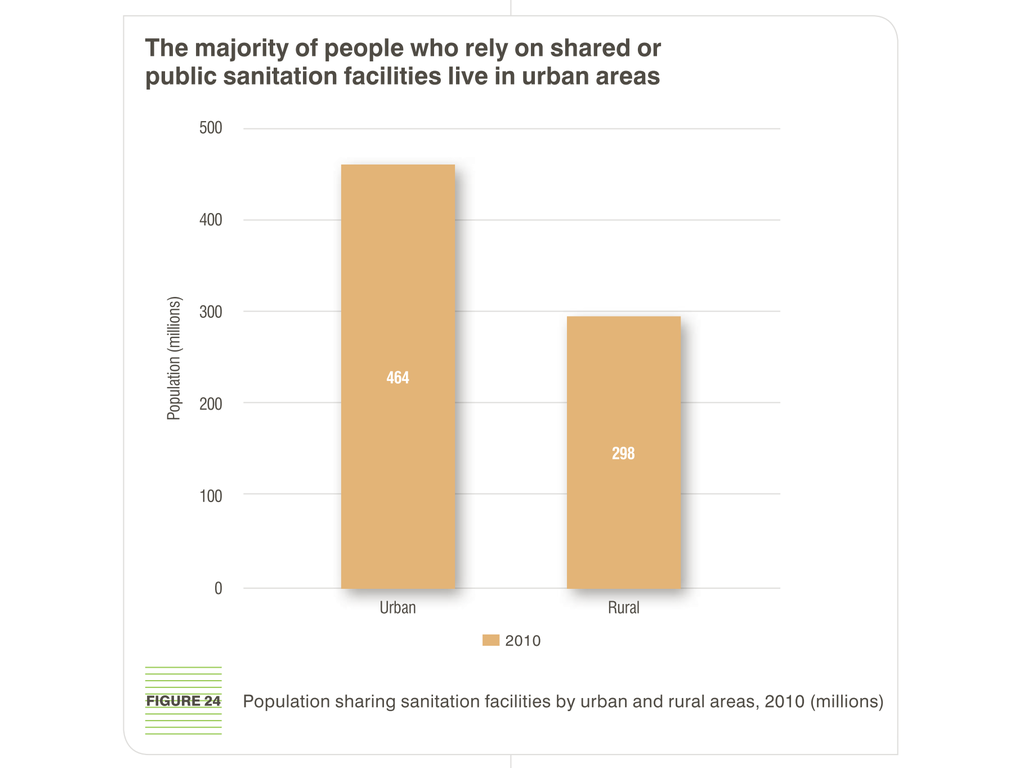 The majority of people who rely on shared or
public sanitation facilities live in urban areas
500
400
300
200
100
0
Population (millions)
464
298
Urban
Rural
2010
FIGURE 24
Population sharing sanitation facilities by urban and rural areas, 2010 (millions)